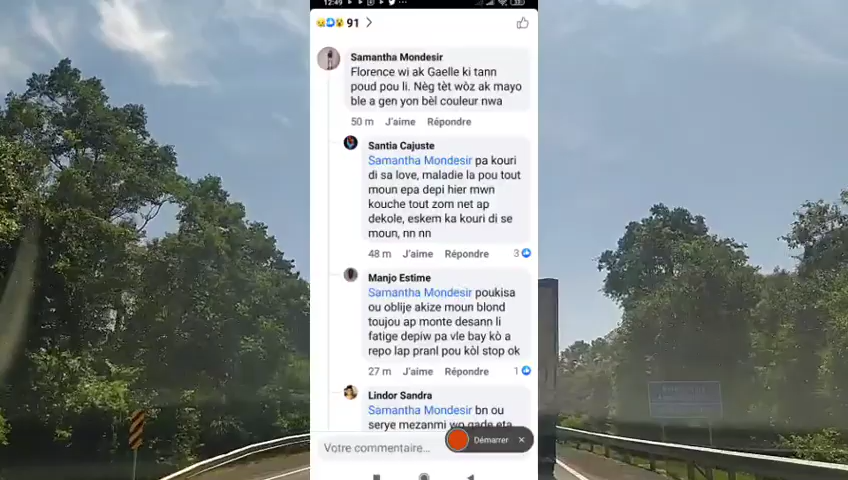 12:49
91
Samantha Mondesir
Florence wi ak Gaelle ki tann
poud pou li. Nèg tèt wòz ak mayo
ble a gen yon bèl couleur nwa
50 m J'aime Répondre
Santia Cajuste
Samantha Mondesir pa kouri
di sa love, maladie la pou tout
moun epa depi hier mwn
kouche tout zom net ap
dekole, eskem ka kouri di se
moun, nn nn
48 m J'aime Répondre 3
Manjo Estime
Samantha Mondesir poukisa
ou oblije akize moun blond
toujou ap monte desann li
fatige depiw pa vle bay kò a
repo lap pranl pou kòl stop ok
27 m J'aime Répondre 1
Lindor Sandra
Samantha Mondesir bn ou
serye mezanmi wo gade eta
Votre commentaire...
Démarrer